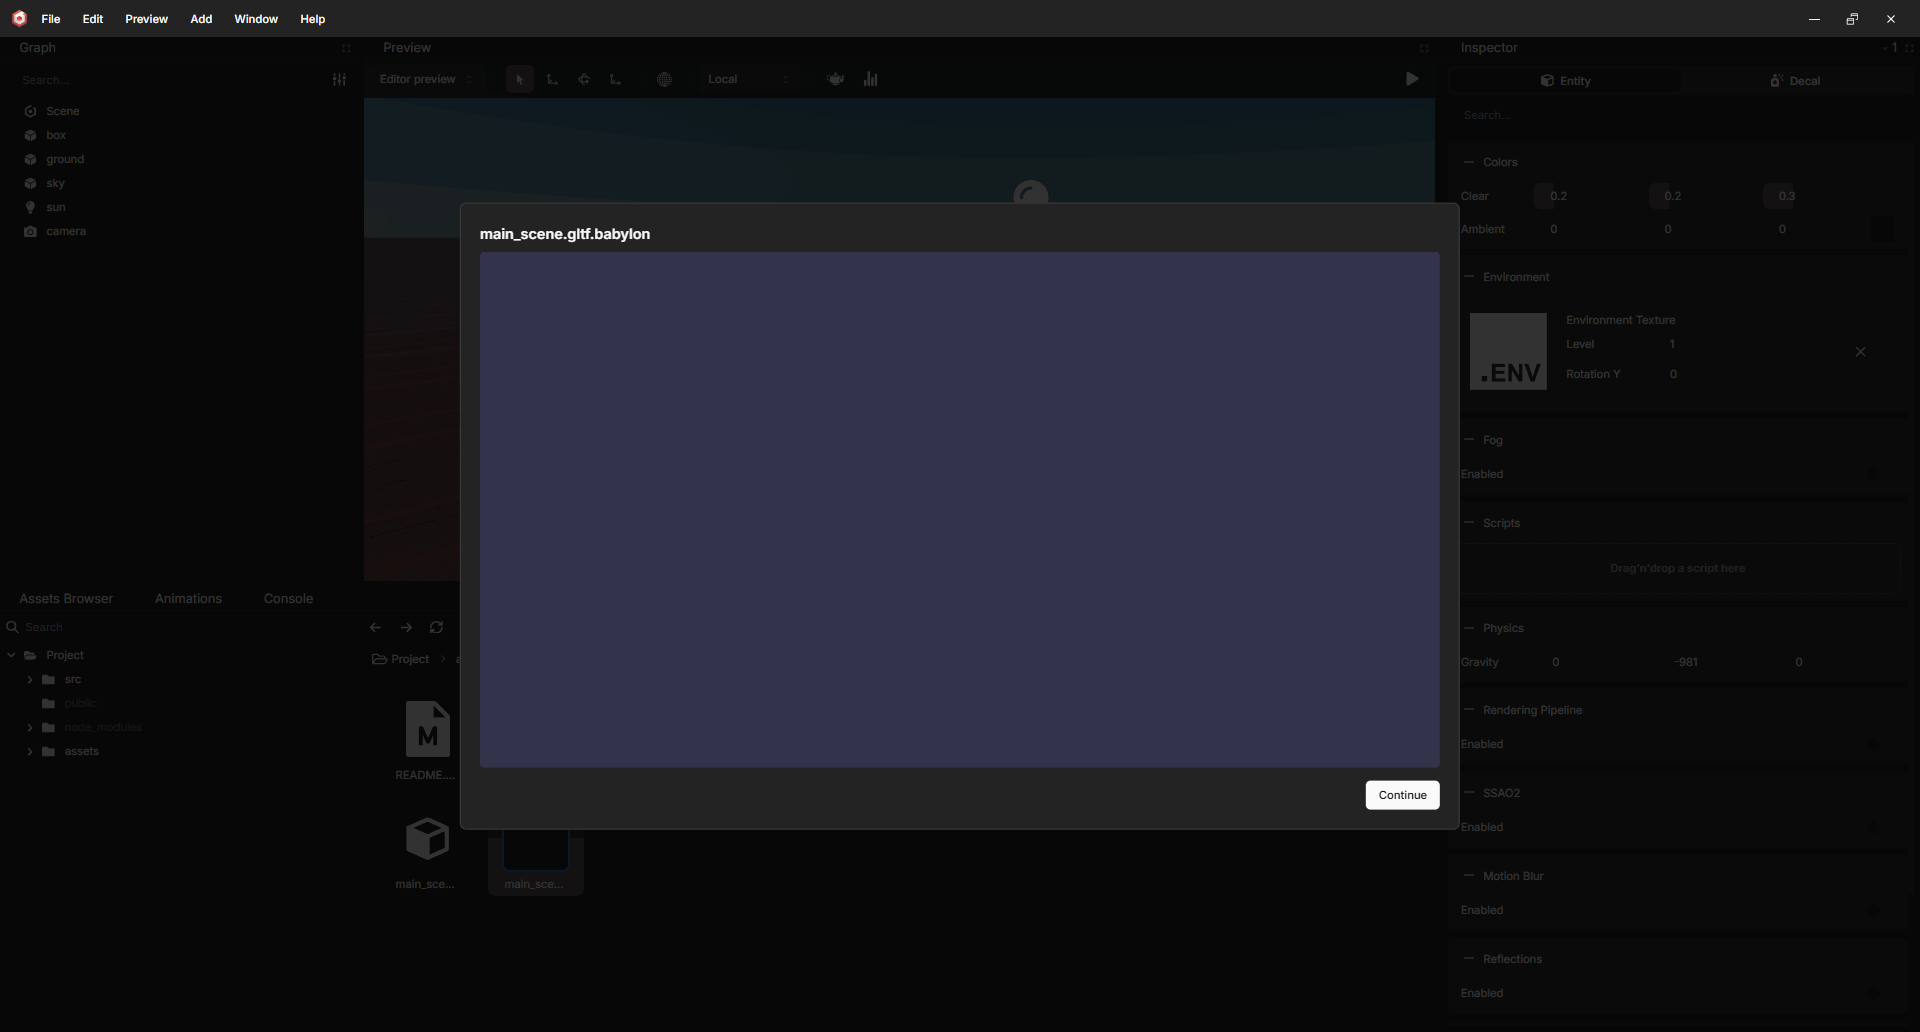 File Edit Preview Add Window Help
Graph
Search...
Scene
box
ground
sky
sun
camera
Preview
Editor preview
Local
main_scene.gltf.babylon
Continue
Inspector
1
Entity Decal
Search...
Colors
Clear 0.2 0.2 0.3
Ambient 0 0 0
Environment
.ENV
Environment Texture
Level 1
Rotation Y 0
Fog
Enabled
Scripts
Drag'n'drop a script here
Physics
Gravity 0 -981 0
Rendering Pipeline
Enabled
SSAO2
Enabled
Motion Blur
Enabled
Reflections
Enabled
Assets Browser Animations Console
Search
Project
src
public
node_modules
assets
Project > a
M
README....
main_sce... main_sce...